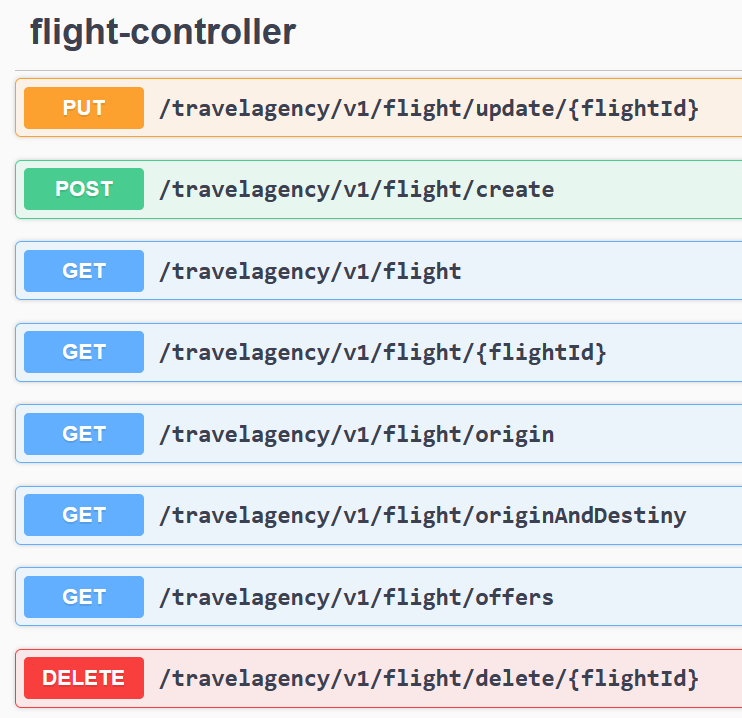 flight-controller
PUT /travelagency/v1/flight/update/{flightId}
POST /travelagency/v1/flight/create
GET /travelagency/v1/flight
GET /travelagency/v1/flight/{flightId}
GET /travelagency/v1/flight/origin
GET /travelagency/v1/flight/originAndDestiny
GET /travelagency/v1/flight/offers
DELETE /travelagency/v1/flight/delete/{flightId}